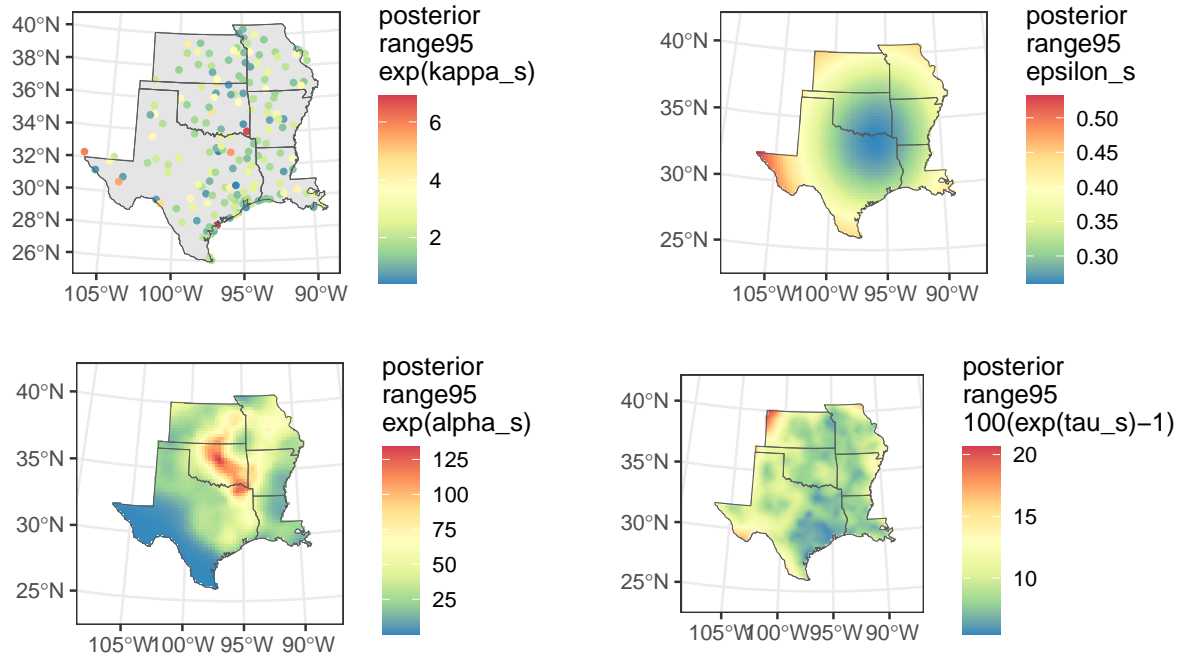 posterior
range95
exp(kappa_s)
40°N
38°N
36°N
34°N
32°N
30°N
28°N
26°N
105°W 100°W 95°W 90°W
6
4
2
posterior
range95
epsilon_s
40°N
35°N
30°N
25°N
105°W100°W 95°W 90°W
0.50
0.45
0.40
0.35
0.30
posterior
range95
exp(alpha_s)
40°N
35°N
30°N
25°N
105°W100°W 95°W 90°W
125
100
75
50
25
posterior
range95
100(exp(tau_s)−1)
40°N
35°N
30°N
25°N
105°W100°W 95°W 90°W
20
15
10